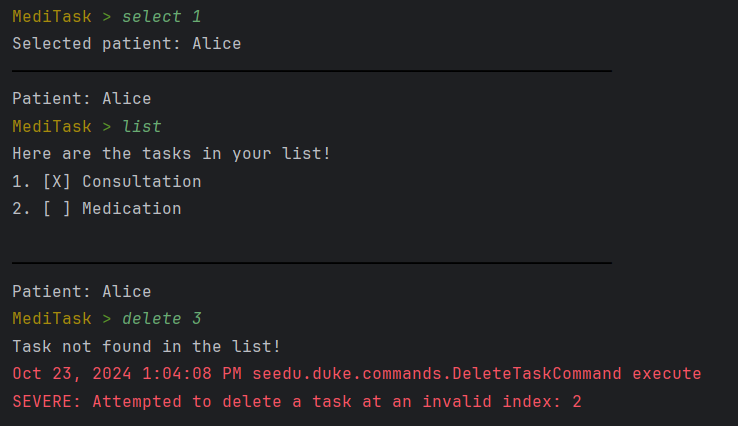 MediTask > select 1
Selected patient: Alice
Patient: Alice
MediTask > list
Here are the tasks in your list!
1. [X] Consultation
2. [ ] Medication
Patient: Alice
MediTask > delete 3
Task not found in the list!
Oct 23, 2024 1:04:08 PM seedu.duke.commands.DeleteTaskCommand execute
SEVERE: Attempted to delete a task at an invalid index: 2